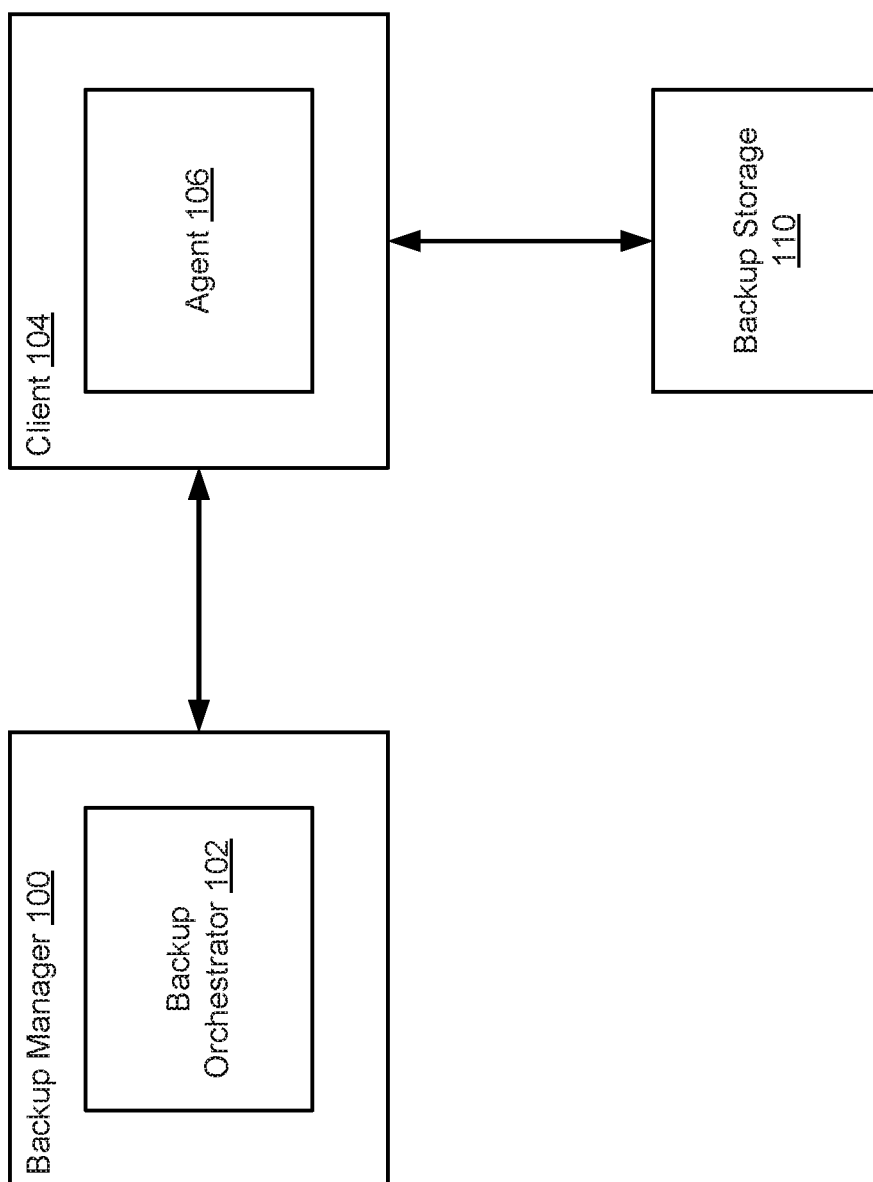 Backup Manager 100
Backup
Orchestrator 102
Client 104
Agent 106
Backup Storage
110